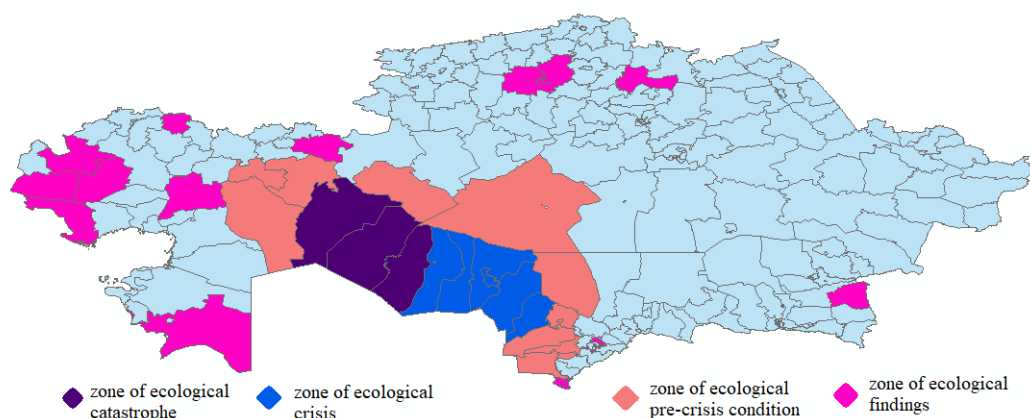 zone of ecological
catastrophe
zone of ecological
crisis
zone of ecological
pre-crisis condition
zone of ecological
findings